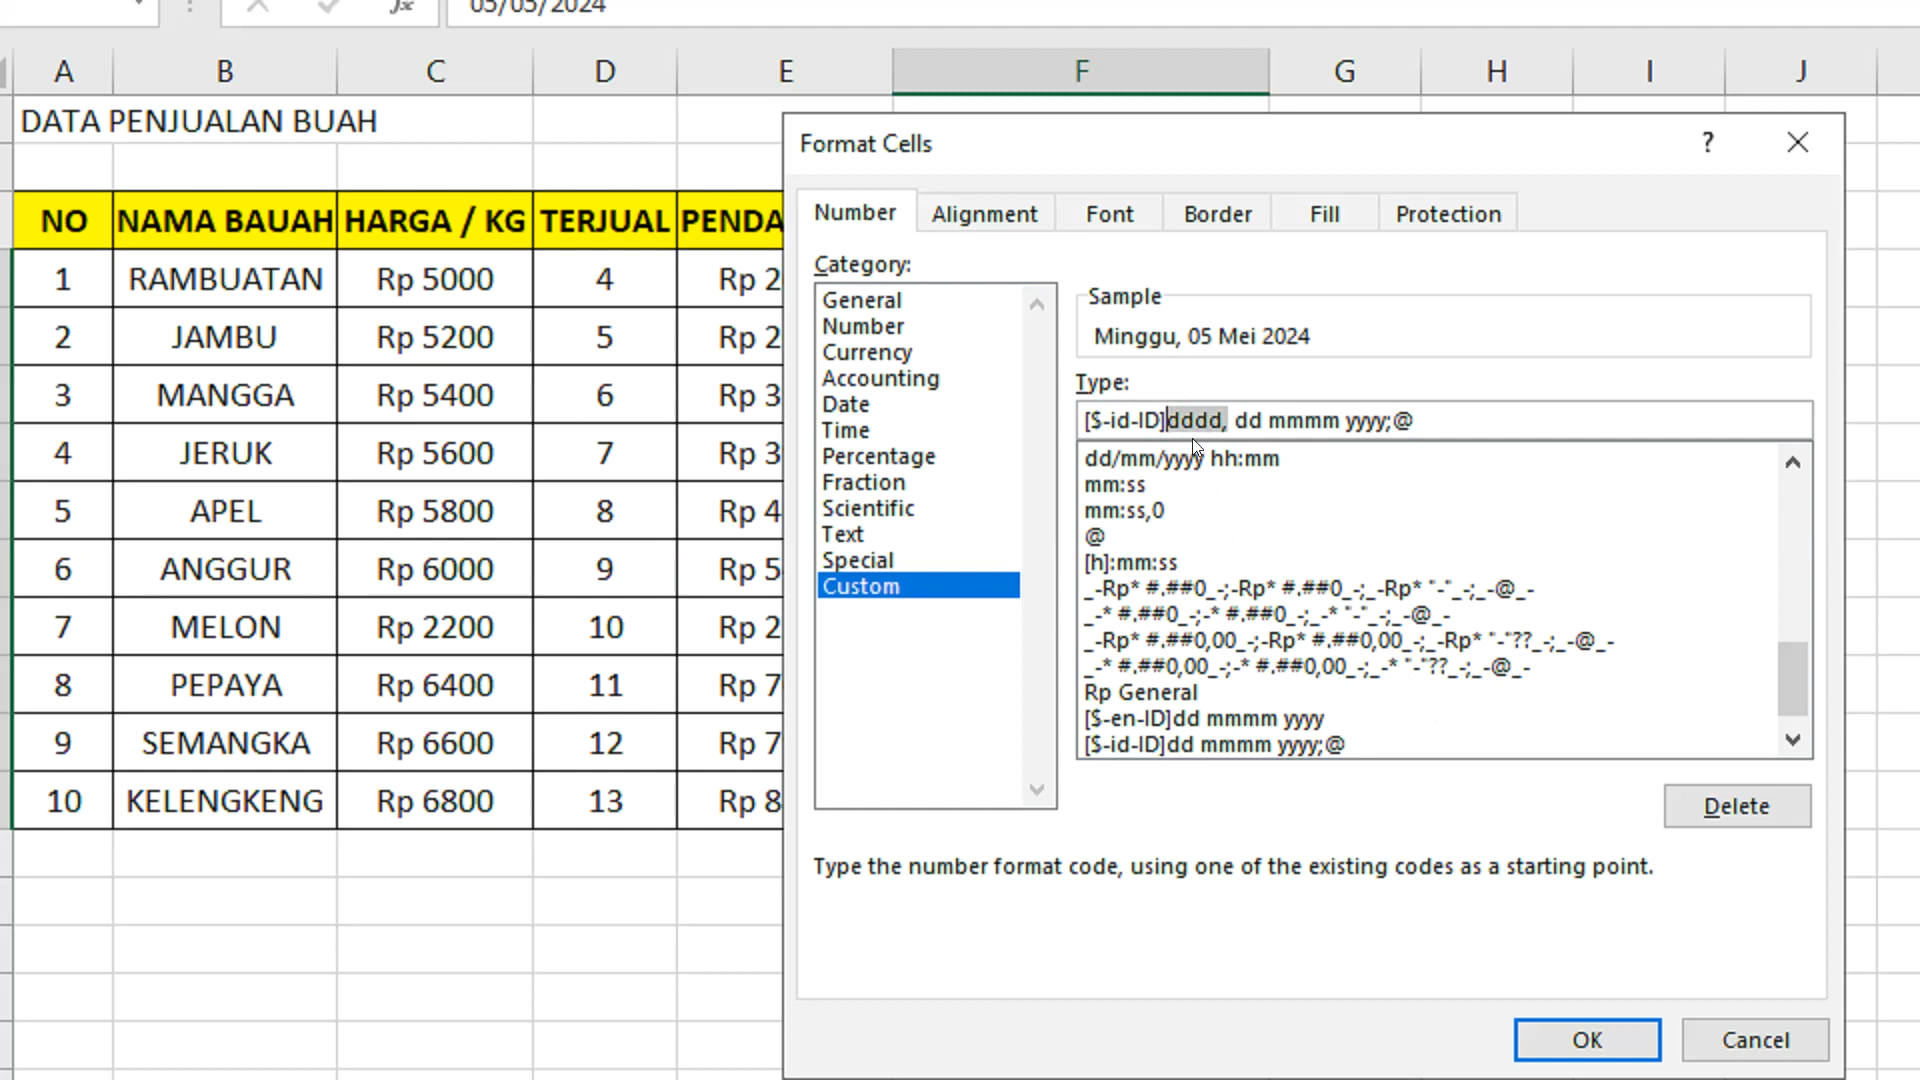 fx 05/05/2024
A B C D E F G H I J
DATA PENJUALAN BUAH
NO NAMA BAUAH HARGA / KG TERJUAL PENDA
1 RAMBUATAN Rp 5000 4 Rp 2
2 JAMBU Rp 5200 5 Rp 2
3 MANGGA Rp 5400 6 Rp 3
4 JERUK Rp 5600 7 Rp 3
5 APEL Rp 5800 8 Rp 4
6 ANGGUR Rp 6000 9 Rp 5
7 MELON Rp 2200 10 Rp 2
8 PEPAYA Rp 6400 11 Rp 7
9 SEMANGKA Rp 6600 12 Rp 7
10 KELENGKENG Rp 6800 13 Rp 8
Format Cells ?
Number Alignment Font Border Fill Protection
Category:
General
Number
Currency
Accounting
Date
Time
Percentage
Fraction
Scientific
Text
Special
Custom
Sample
Minggu, 05 Mei 2024
Type:
[$-id-ID]dddd, dd mmmm yyyy;@
dd/mm/yyyy hh:mm
mm:ss
mm:ss,0
@
[h]:mm:ss
_-Rp* #.##0_-;-Rp* #.##0_-;_-Rp* "-"_-;_-@_-
_-* #.##0_-;-* #.##0_-;_-* "-"_-;_-@_-
_-Rp* #.##0,00_-;-Rp* #.##0,00_-;_-Rp* "-"??_-;_-@_-
_-* #.##0,00_-;-* #.##0,00_-;_-* "-"??_-;_-@_-
Rp General
[$-en-ID]dd mmmm yyyy
[$-id-ID]dd mmmm yyyy;@
Delete
Type the number format code, using one of the existing codes as a starting point.
OK Cancel